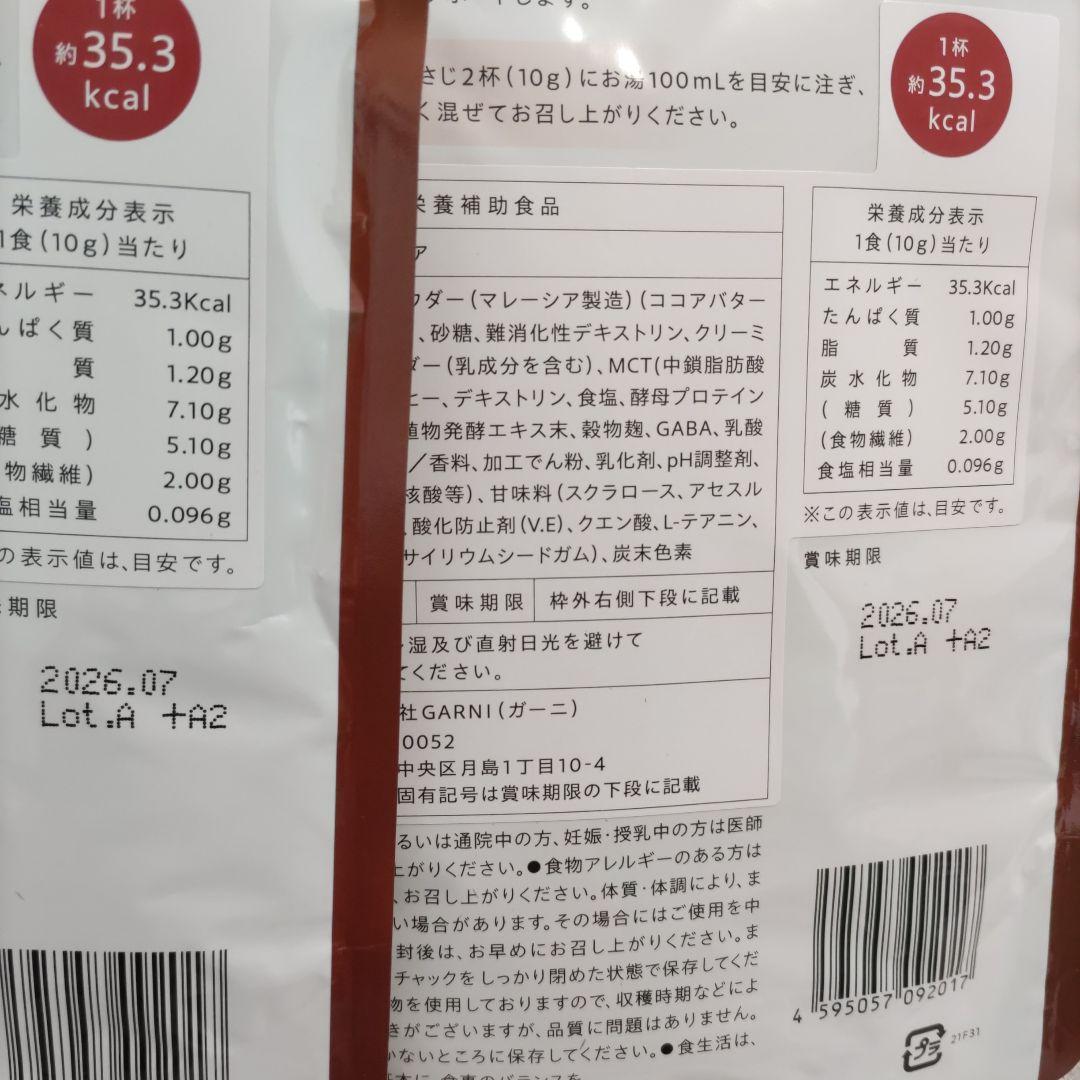 1杯
約35.3
kcal
栄養成分表示
1食(10g)当たり
ネルギー 35.3Kcal
んぱく質 1.00g
質 1.20g
水化物 7.10g
糖質) 5.10g
物繊維) 2.00g
塩相当量 0.096g
の表示値は、目安です。
期限
2026.07
Lot.A +A2
します。
さじ2杯(10g)にお湯100mLを目安に注ぎ、
く混ぜてお召し上がりください。
栄養補助食品
ア
ウダー(マレーシア製造)(ココアバター
、砂糖、難消化性デキストリン、クリーミ
ダー(乳成分を含む)、MCT(中鎖脂肪酸
ヒー、デキストリン、食塩、酵母プロテイン
植物発酵エキス末、穀物麹、GABA、乳酸
/香料、加工でん粉、乳化剤、pH調整剤、
核酸等)、甘味料(スクラロース、アセスル
、酸化防止剤(V.E)、クエン酸、L-テアニン、
サイリウムシードガム)、炭末色素
賞味期限 枠外右側下段に記載
湿及び直射日光を避けて
てください。
社GARNI(ガーニ)
0052
中央区月島1丁目10-4
固有記号は賞味期限の下段に記載
るいは通院中の方、妊娠・授乳中の方は医師
上がりください。●食物アレルギーのある方は
、お召し上がりください。体質・体調により、ま
い場合があります。その場合にはご使用を中
封後は、お早めにお召し上がりください。ま
チャックをしっかり閉めた状態で保存してくだ
物を使用しておりますので、収穫時期などによ
きがございますが、品質に問題はありません。
かないところに保存してください。●食生活は、
1杯
約35.3
kcal
栄養成分表示
1食(10g)当たり
エネルギー 35.3Kcal
たんぱく質 1.00g
脂質 1.20g
炭水化物 7.10g
(糖質) 5.10g
(食物繊維) 2.00g
食塩相当量 0.096g
※この表示値は、目安です。
賞味期限
2026.07
Lot.A +A2
4 595057 092017
プラ
21F31